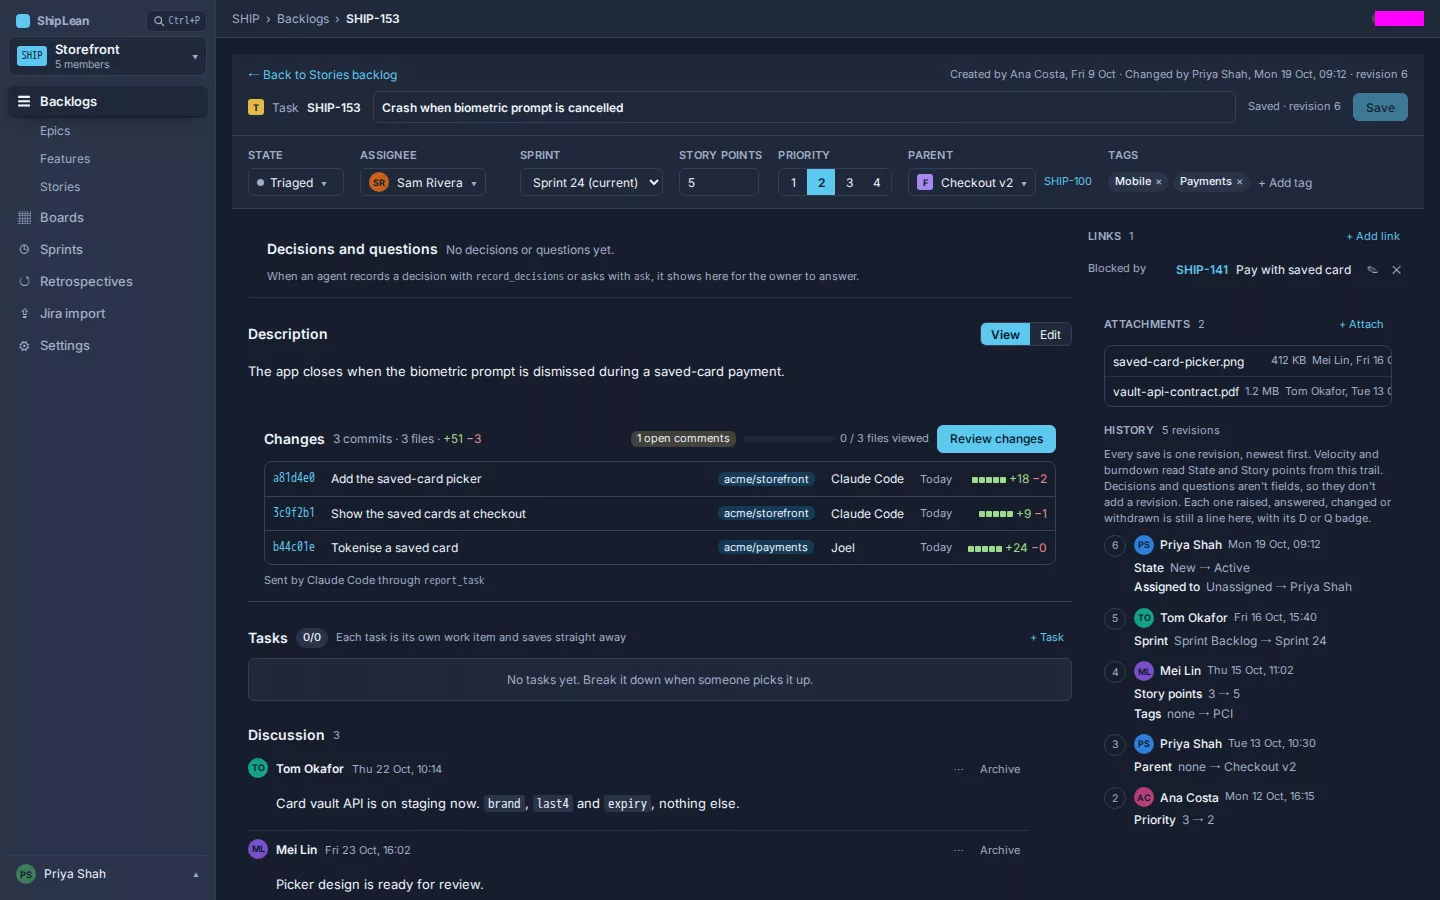 ShipLean
Ctrl+P
SHIP
Storefront
5 members
Backlogs
Epics
Features
Stories
Boards
Sprints
Retrospectives
Jira import
Settings
PS Priya Shah
SHIP › Backlogs › SHIP-153
← Back to Stories backlog
Created by Ana Costa, Fri 9 Oct · Changed by Priya Shah, Mon 19 Oct, 09:12 · revision 6
T Task SHIP-153 Crash when biometric prompt is cancelled
Saved · revision 6 Save
STATE ASSIGNEE SPRINT STORY POINTS PRIORITY PARENT TAGS
Triaged SR Sam Rivera Sprint 24 (current) 5 1 2 3 4 F Checkout v2 SHIP-100 Mobile × Payments × + Add tag
Decisions and questions No decisions or questions yet.
When an agent records a decision with record_decisions or asks with ask, it shows here for the owner to answer.
Description View Edit
The app closes when the biometric prompt is dismissed during a saved-card payment.
Changes 3 commits · 3 files · +51 −3 1 open comments 0 / 3 files viewed Review changes
a81d4e0 Add the saved-card picker acme/storefront Claude Code Today +18 −2
3c9f2b1 Show the saved cards at checkout acme/storefront Claude Code Today +9 −1
b44c01e Tokenise a saved card acme/payments Joel Today +24 −0
Sent by Claude Code through report_task
Tasks 0/0 Each task is its own work item and saves straight away + Task
No tasks yet. Break it down when someone picks it up.
Discussion 3
TO Tom Okafor Thu 22 Oct, 10:14 ··· Archive
Card vault API is on staging now. brand, last4 and expiry, nothing else.
ML Mei Lin Fri 23 Oct, 16:02 ··· Archive
Picker design is ready for review.
LINKS 1 + Add link
Blocked by SHIP-141 Pay with saved card
ATTACHMENTS 2 + Attach
saved-card-picker.png 412 KB Mei Lin, Fri 16
vault-api-contract.pdf 1.2 MB Tom Okafor, Tue 13
HISTORY 5 revisions
Every save is one revision, newest first. Velocity and
burndown read State and Story points from this trail.
Decisions and questions aren't fields, so they don't
add a revision. Each one raised, answered, changed or
withdrawn is still a line here, with its D or Q badge.
6 PS Priya Shah Mon 19 Oct, 09:12
State New → Active
Assigned to Unassigned → Priya Shah
5 TO Tom Okafor Fri 16 Oct, 15:40
Sprint Sprint Backlog → Sprint 24
4 ML Mei Lin Thu 15 Oct, 11:02
Story points 3 → 5
Tags none → PCI
3 PS Priya Shah Tue 13 Oct, 10:30
Parent none → Checkout v2
2 AC Ana Costa Mon 12 Oct, 16:15
Priority 3 → 2